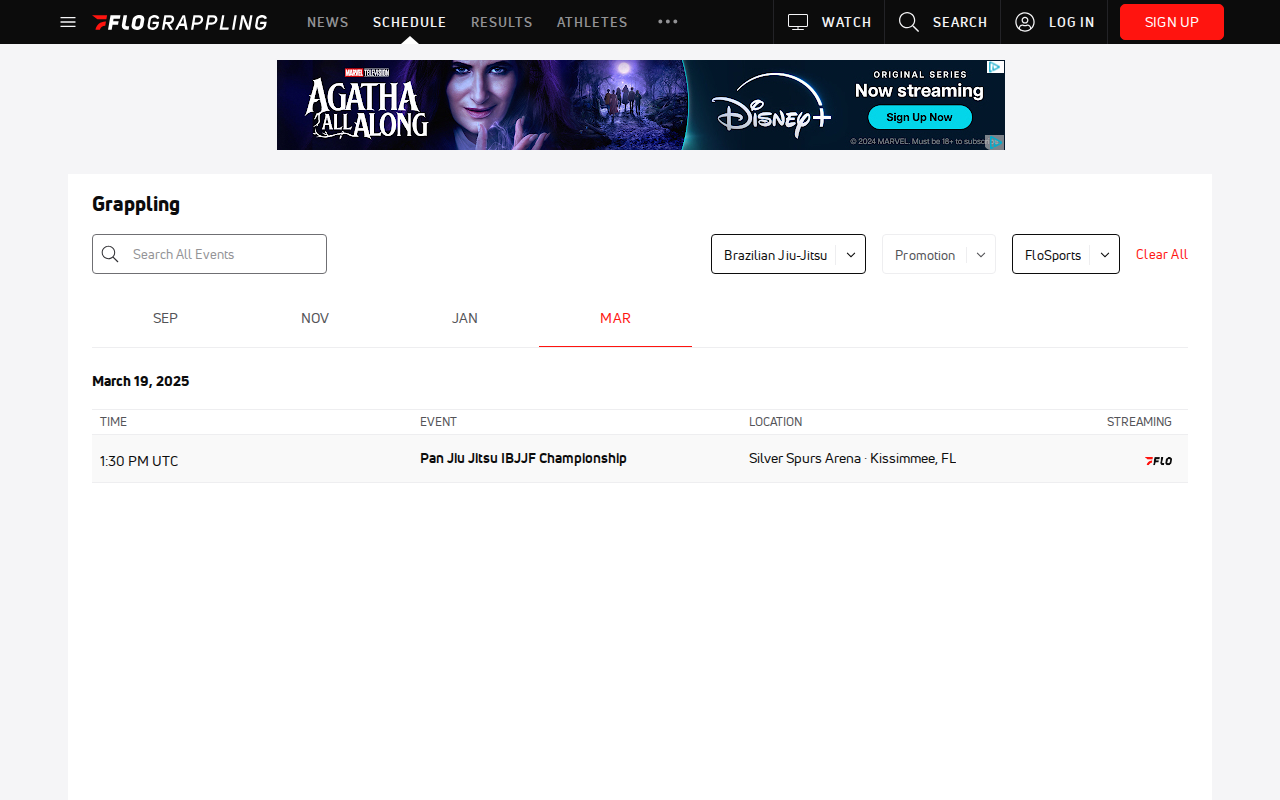 FLOGRAPPLING NEWS SCHEDULE RESULTS ATHLETES WATCH SEARCH LOG IN SIGN UP
MARVEL TELEVISION
AGATHA
ALL ALONG
Disney+
ORIGINAL SERIES
Now streaming
Sign Up Now
© 2024 MARVEL. Must be 18+ to subscribe
Grappling
Search All Events Brazilian Jiu-Jitsu Promotion FloSports Clear All
SEP NOV JAN MAR
March 19, 2025
TIME EVENT LOCATION STREAMING
1:30 PM UTC Pan Jiu Jitsu IBJJF Championship Silver Spurs Arena · Kissimmee, FL FLO